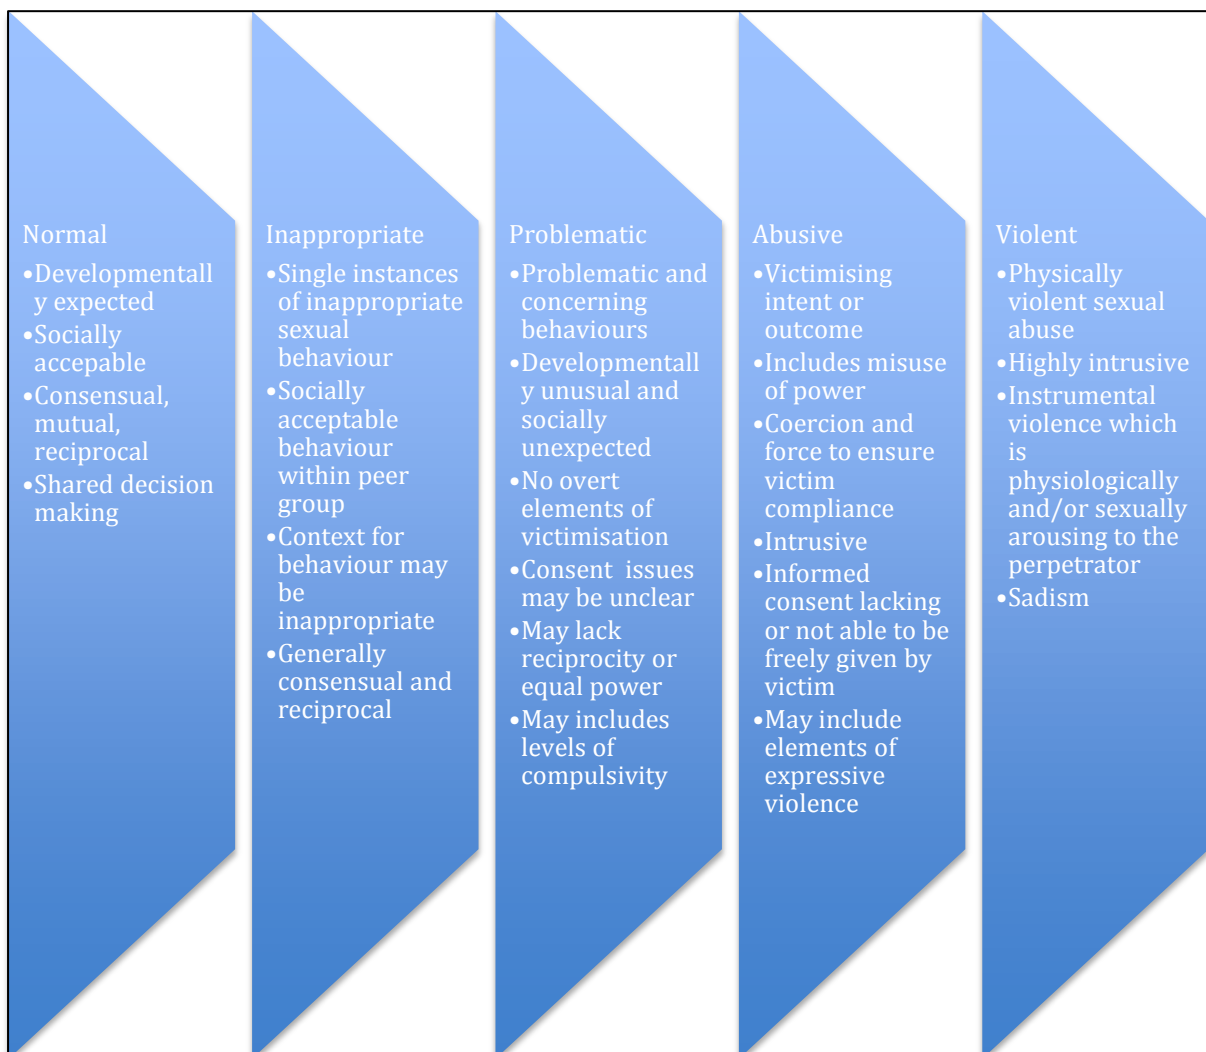 Normal
•Developmentall
y expected
•Socially
accepable
•Consensual,
mutual,
reciprocal
•Shared decision
making
Inappropriate
•Single instances
of inappropriate
sexual
behaviour
•Socially
acceptable
behaviour
within peer
group
•Context for
behaviour may
be
inappropriate
•Generally
consensual and
reciprocal
Problematic
•Problematic and
concerning
behaviours
•Developmentall
y unusual and
socially
unexpected
•No overt
elements of
victimisation
•Consent issues
may be unclear
•May lack
reciprocity or
equal power
•May includes
levels of
compulsivity
Abusive
•Victimising
intent or
outcome
•Includes misuse
of power
•Coercion and
force to ensure
victim
compliance
•Intrusive
•Informed
consent lacking
or not able to be
freely given by
victim
•May include
elements of
expressive
violence
Violent
•Physically
violent sexual
abuse
•Highly intrusive
•Instrumental
violence which
is
physiologically
and/or sexually
arousing to the
perpetrator
•Sadism